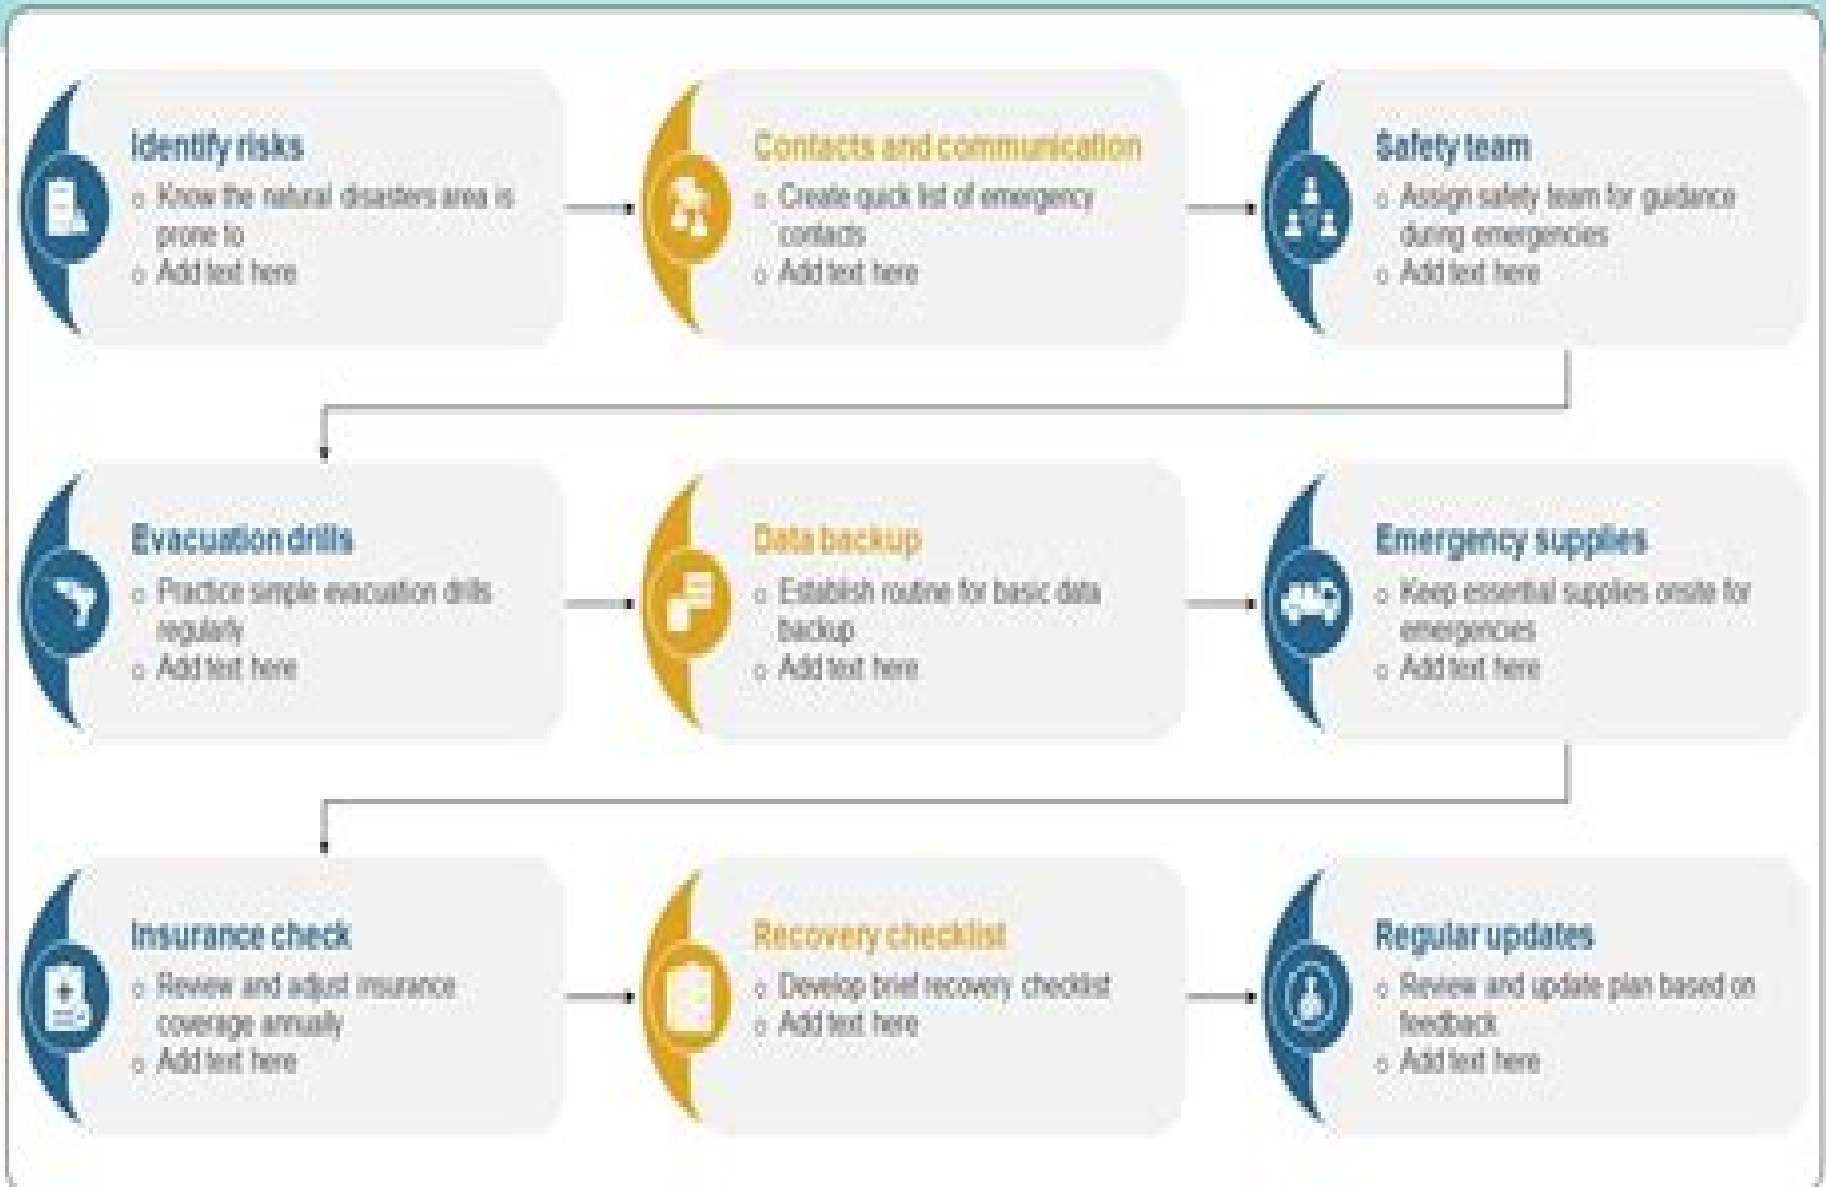 Identify risks
o Know the natural disasters area is
prone to
o Add text here
Contacts and communication
o Create quick list of emergency
contacts
o Add text here
Safety team
o Assign safety team for guidance
during emergencies
o Add text here
Evacuation drills
o Practice simple evacuation drills
regularly
o Add text here
Data backup
o Establish routine for basic data
backup
o Add text here
Emergency supplies
o Keep essential supplies onsite for
emergencies
o Add text here
Insurance check
o Review and adjust insurance
coverage annually
o Add text here
Recovery checklist
o Develop brief recovery checklist
o Add text here
Regular updates
o Review and update plan based on
feedback
o Add text here